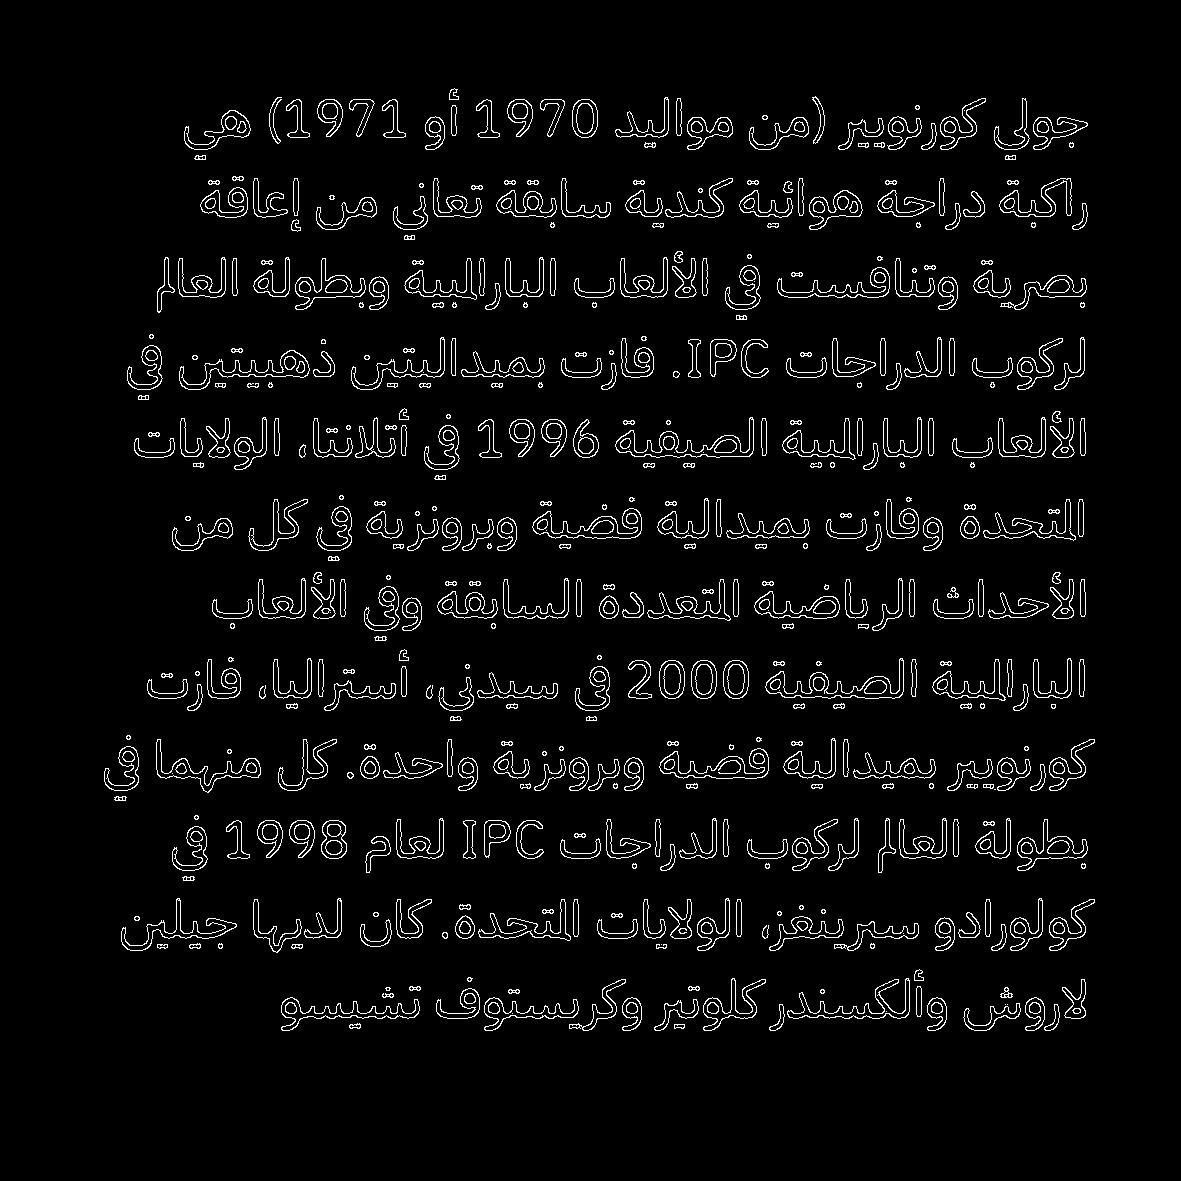 جولي كورنويير (من مواليد 1970 أو 1971) هي
راكبة دراجة هوائية كندية سابقة تعاني من إعاقة
بصرية وتنافست في الألعاب البارالمبية وبطولة العالم
لركوب الدراجات IPC. فازت بميداليتين ذهبيتين في
الألعاب البارالمبية الصيفية 1996 في أتلانتا، الولايات
المتحدة وفازت بميدالية فضية وبرونزية في كل من
الأحداث الرياضية المتعددة السابقة وفي الألعاب
البارالمبية الصيفية 2000 في سيدني، أستراليا، فازت
كورنويير بميدالية فضية وبرونزية واحدة. كل منهما في
بطولة العالم لركوب الدراجات IPC لعام 1998 في
كولورادو سبرينغز، الولايات المتحدة. كان لديها جيلين
لاروش وألكسندر كلوتير وكريستوف تشيسو